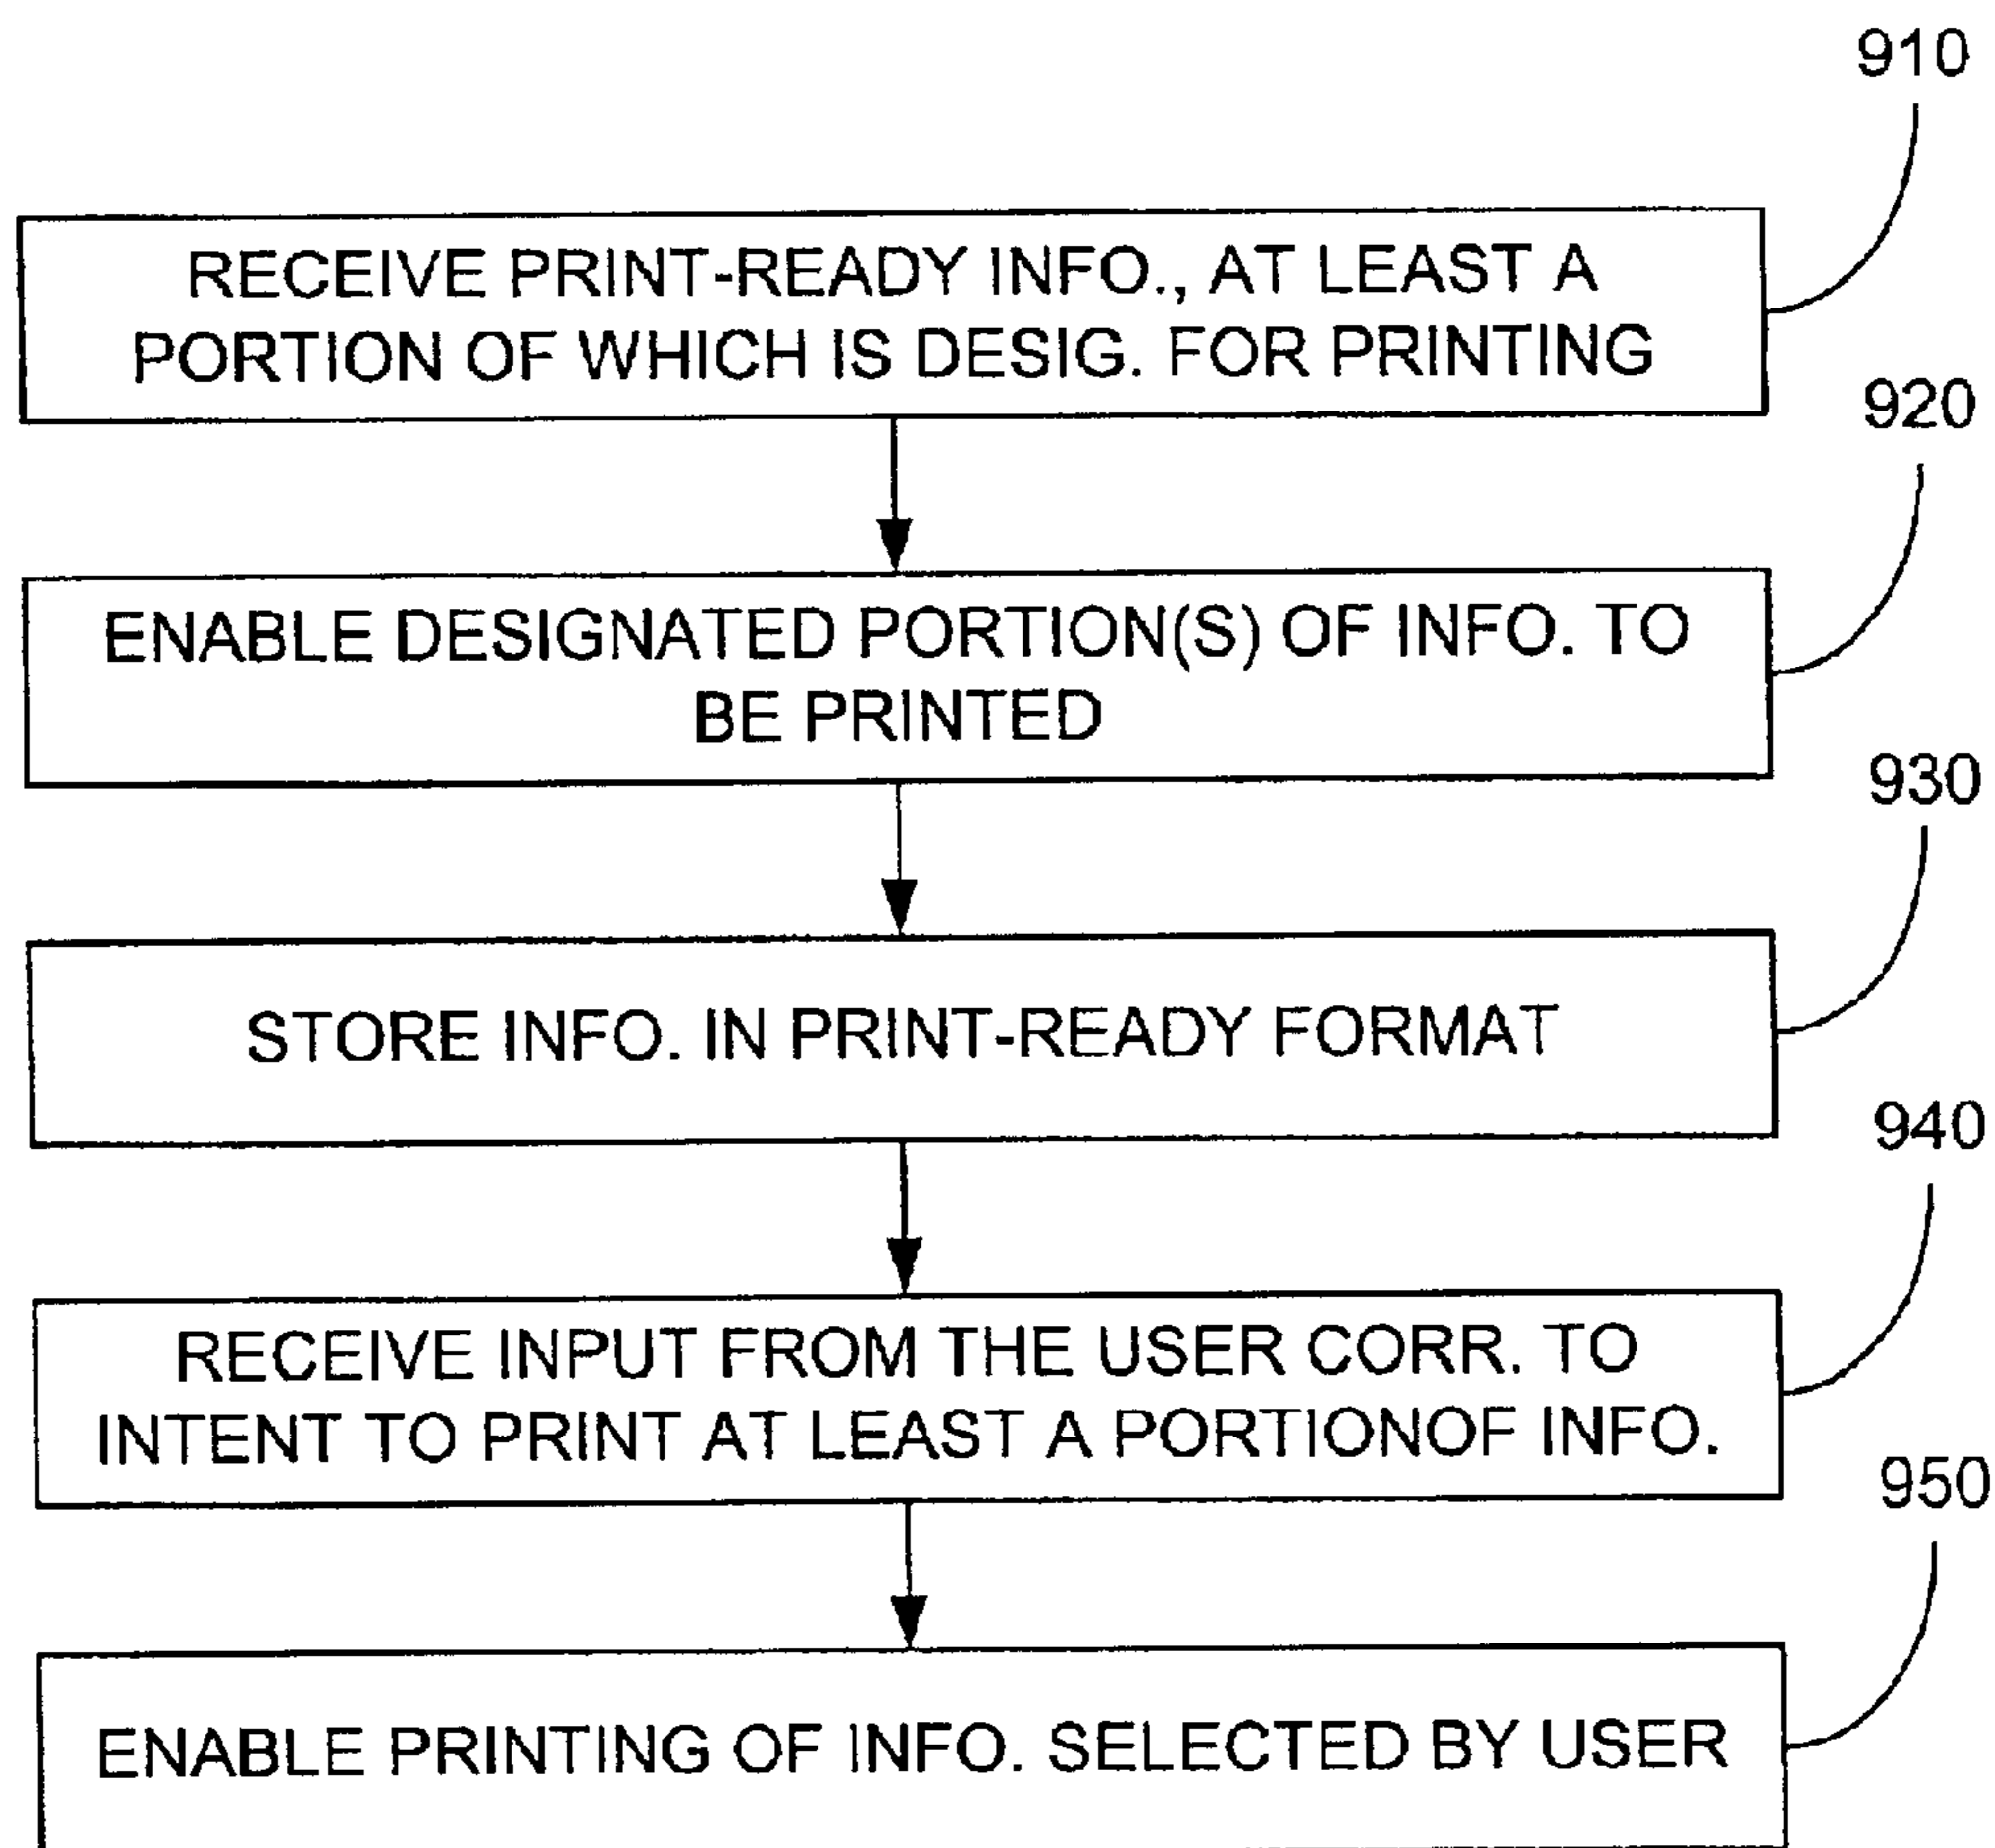 910
RECEIVE PRINT-READY INFO., AT LEAST A
PORTION OF WHICH IS DESIG. FOR PRINTING
920
ENABLE DESIGNATED PORTION(S) OF INFO. TO
BE PRINTED
930
STORE INFO. IN PRINT-READY FORMAT
940
RECEIVE INPUT FROM THE USER CORR. TO
INTENT TO PRINT AT LEAST A PORTIONOF INFO.
950
ENABLE PRINTING OF INFO. SELECTED BY USER